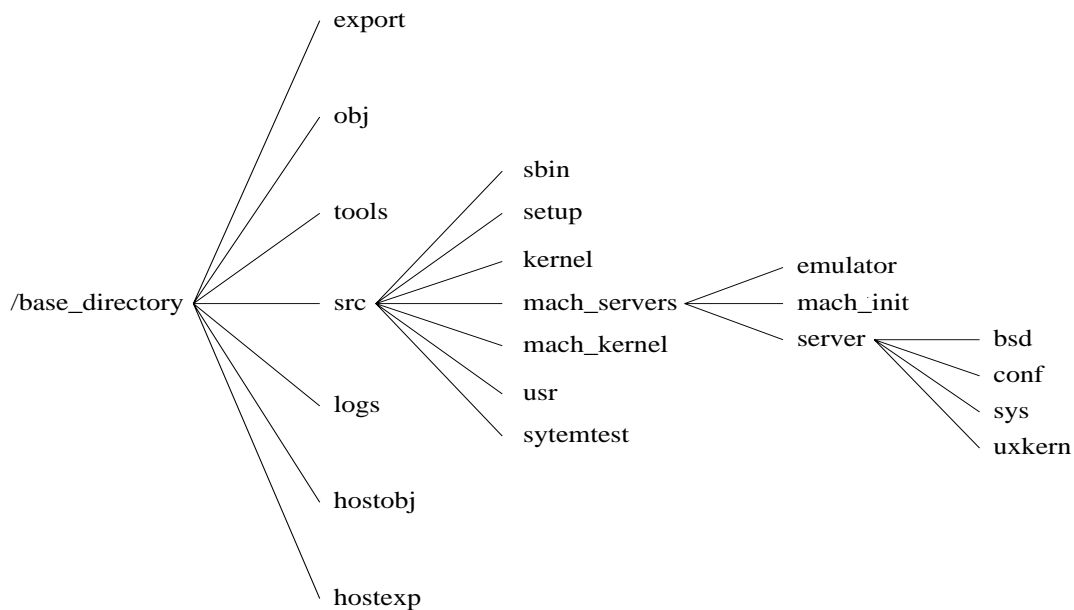 export
obj
tools
/base_directory
src
logs
hostobj
hostexp
sbin
setup
kernel
mach_servers
mach_kernel
usr
sytemtest
emulator
mach_init
server
bsd
conf
sys
uxkern